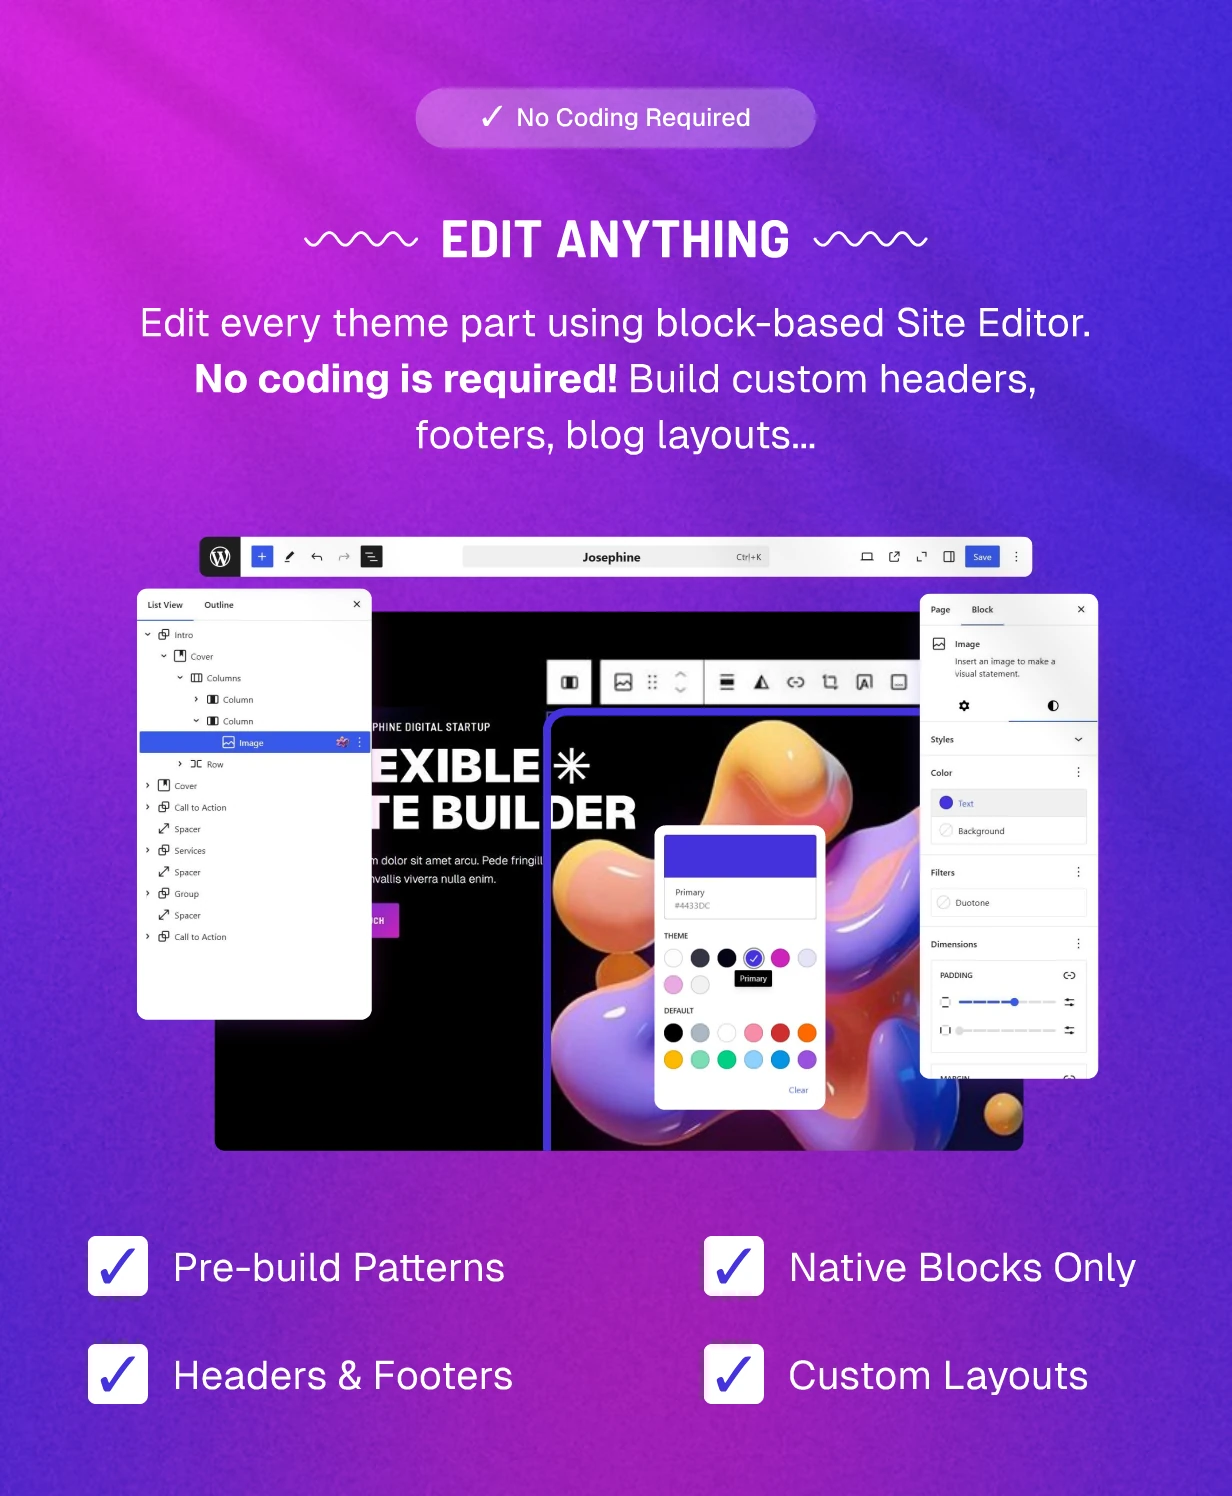 ✓ No Coding Required
EDIT ANYTHING
Edit every theme part using block-based Site Editor.
No coding is required! Build custom headers,
footers, blog layouts...
Josephine
Ctrl+K
Save
List View
Outline
Intro
Cover
Columns
Column
Column
Image
Row
Cover
Call to Action
Spacer
Services
Spacer
Group
Spacer
Call to Action
PHINE DIGITAL STARTUP
EXIBLE
TE BUILDER
m dolor sit amet arcu. Pede fringill
nvallis viverra nulla enim.
CH
Primary
#4433DC
THEME
Primary
DEFAULT
Clear
Page
Block
Image
Insert an image to make a
visual statement.
Styles
Color
Text
Background
Filters
Duotone
Dimensions
PADDING
MARGIN
Pre-build Patterns
Native Blocks Only
Headers & Footers
Custom Layouts